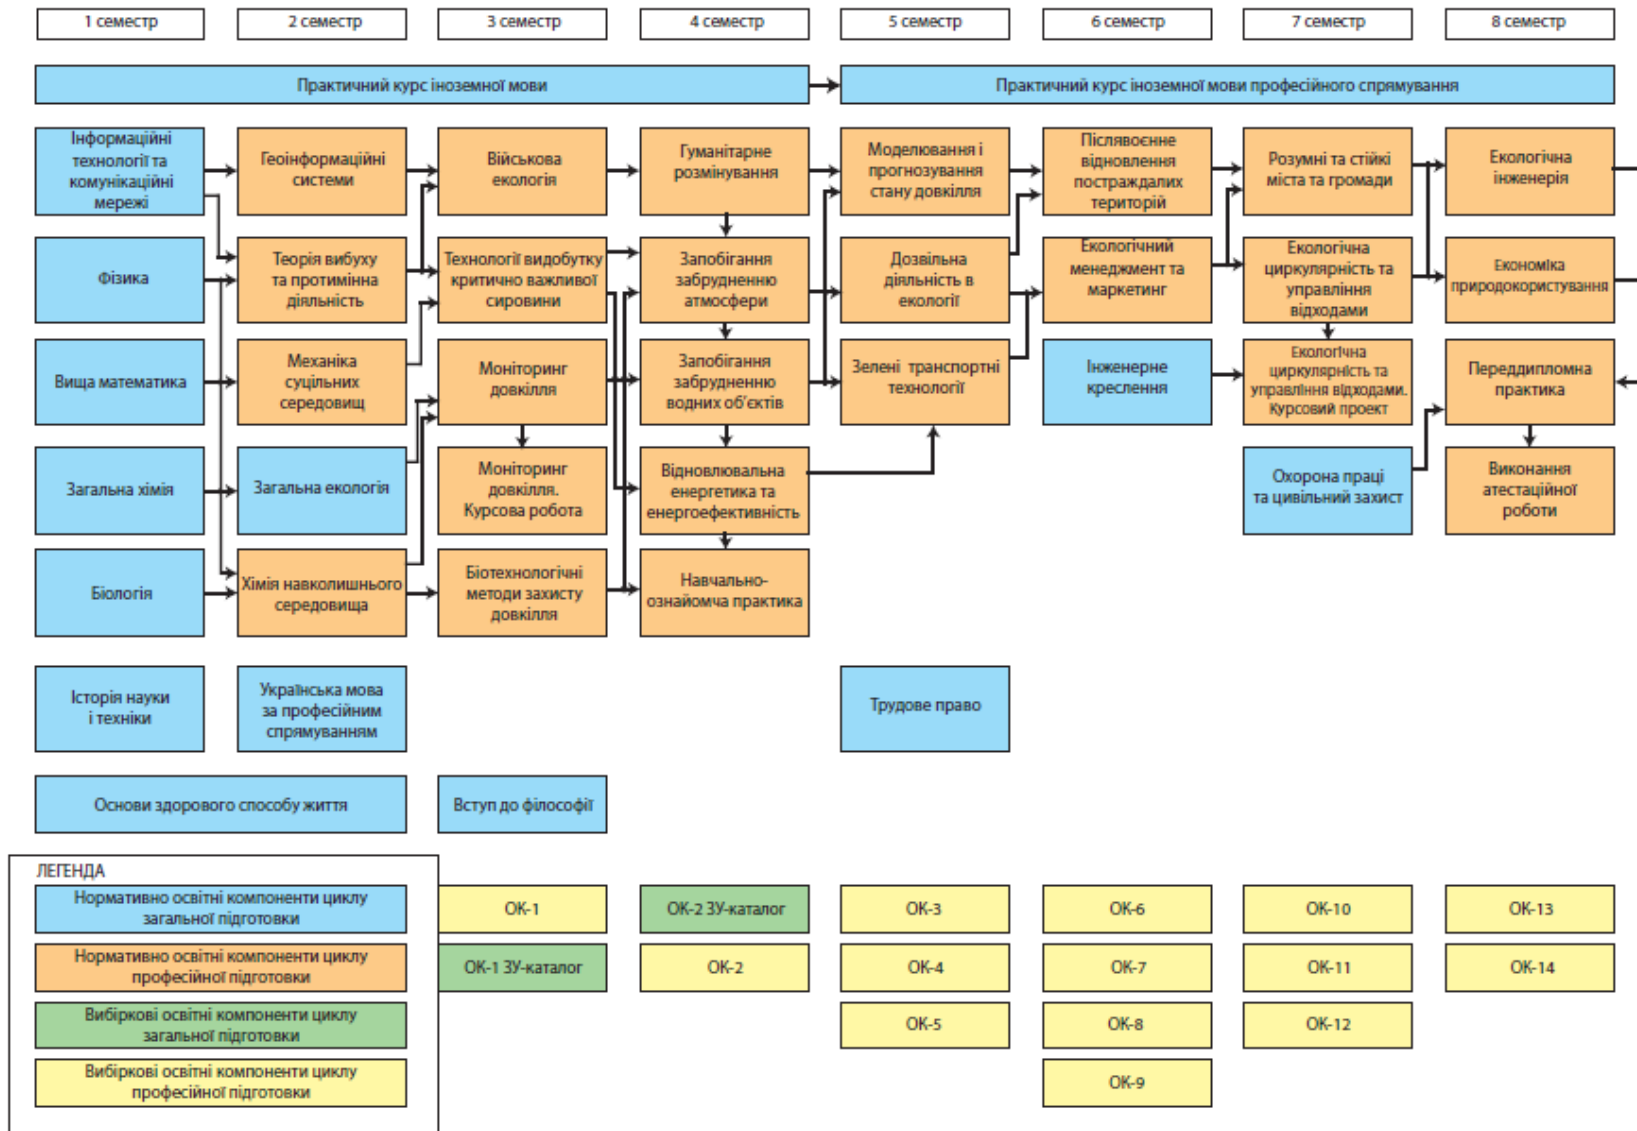 1 семестр
2 семестр
3 семестр
4 семестр
5 семестр
6 семестр
7 семестр
8 семестр
Практичний курс іноземної мови
Практичний курс іноземної мови професійного спрямування
Інформаційні
технології та
комунікаційні
мережі
Геоінформаційні
системи
Військова
екологія
Гуманітарне
розмінування
Моделювання і
прогнозування
стану довкілля
Післявоєнне
відновлення
постраждалих
територій
Розумні та стійкі
міста та громади
Екологічна
інженерія
Фізика
Теорія вибуху
та протимінна
діяльність
Технології видобутку
критично важливої
сировини
Запобігання
забрудненню
атмосфери
Дозвільна
діяльність в
екології
Екологічний
менеджмент та
маркетинг
Екологічна
циркулярність та
управління
відходами
Економіка
природокористування
Вища математика
Механіка
суцільних
середовищ
Моніторинг
довкілля
Запобігання
забрудненню
водних об'єктів
Зелені транспортні
технології
Інженерне
креслення
Екологічна
циркулярність та
управління відходами.
Курсовий проект
Переддипломна
практика
Загальна хімія
Загальна екологія
Моніторинг
довкілля.
Курсова робота
Відновлювальна
енергетика та
енергоефективність
Охорона праці
та цивільний захист
Виконання
атестаційної
роботи
Біологія
Хімія навколишнього
середовища
Біотехнологічні
методи захисту
довкілля
Навчально-
ознайомча практика
Історія науки
і техніки
Українська мова
за професійним
спрямуванням
Трудове право
Основи здорового способу життя
Вступ до філософії
ЛЕГЕНДА
Нормативно освітні компоненти циклу
загальної підготовки
Нормативно освітні компоненти циклу
професійної підготовки
Вибіркові освітні компоненти циклу
загальної підготовки
Вибіркові освітні компоненти циклу
професійної підготовки
ОК-1
ОК-2 ЗУ-каталог
ОК-3
ОК-6
ОК-10
ОК-13
ОК-1 ЗУ-каталог
ОК-2
ОК-4
ОК-7
ОК-11
ОК-14
ОК-5
ОК-8
ОК-12
ОК-9